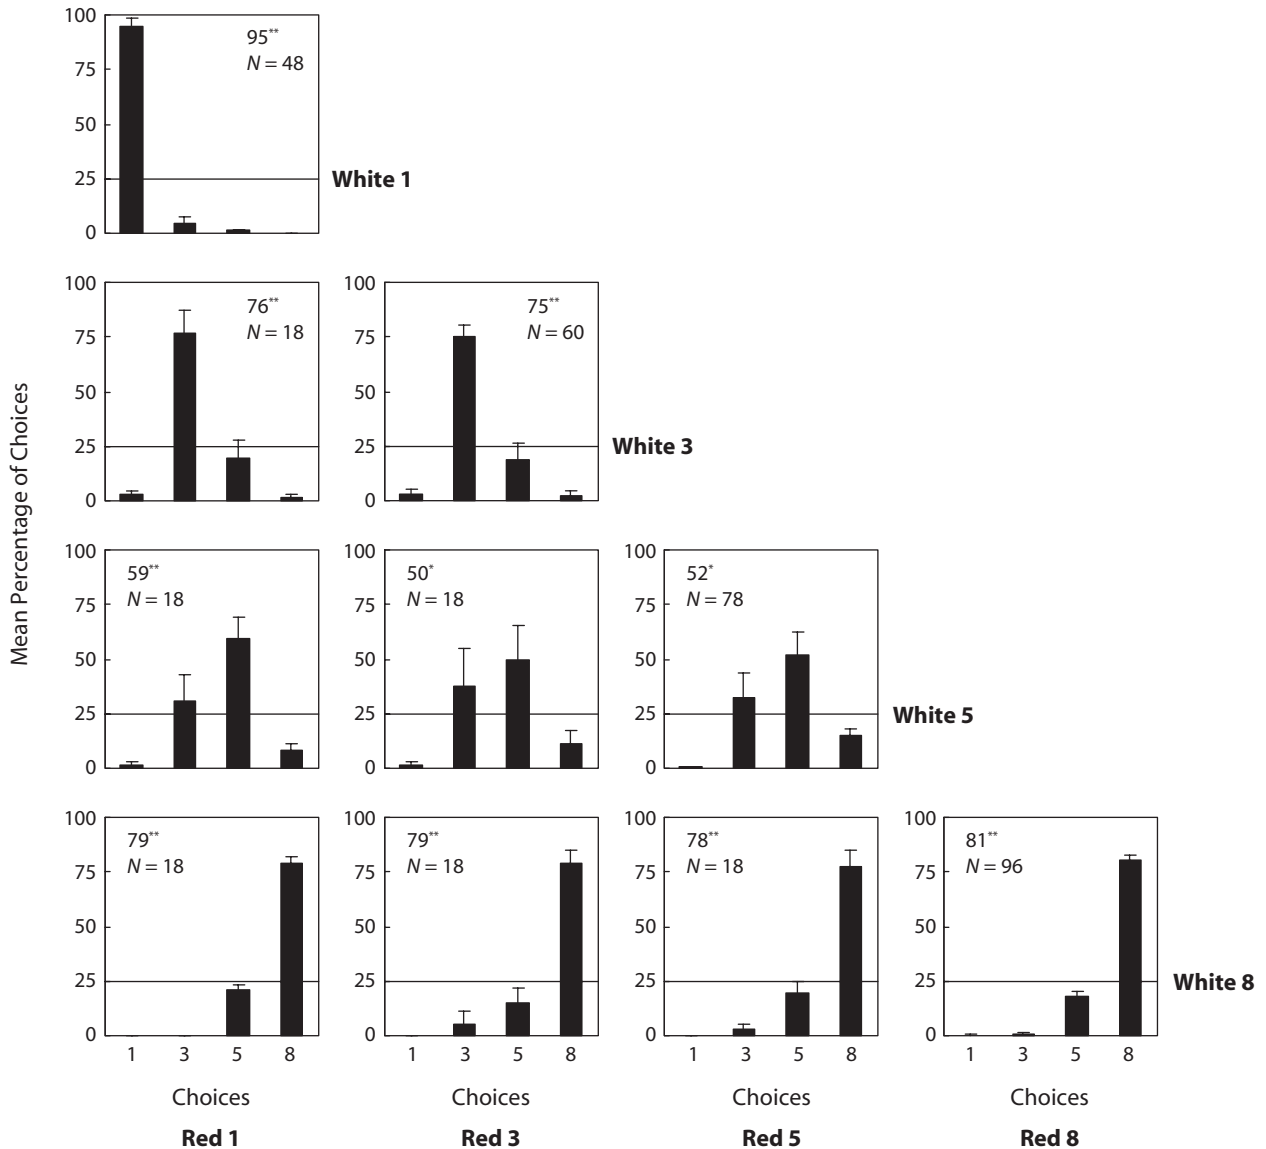 Mean Percentage of Choices
100
75
50
25
0
95**
N = 48
White 1
100
75
50
25
0
76**
N = 18
100
75
50
25
0
75**
N = 60
White 3
100
75
50
25
0
59**
N = 18
100
75
50
25
0
50*
N = 18
100
75
50
25
0
52*
N = 78
White 5
100
75
50
25
0
79**
N = 18
100
75
50
25
0
79**
N = 18
100
75
50
25
0
78**
N = 18
100
75
50
25
0
81**
N = 96
White 8
1 3 5 8
1 3 5 8
1 3 5 8
1 3 5 8
Choices
Choices
Choices
Choices
Red 1
Red 3
Red 5
Red 8